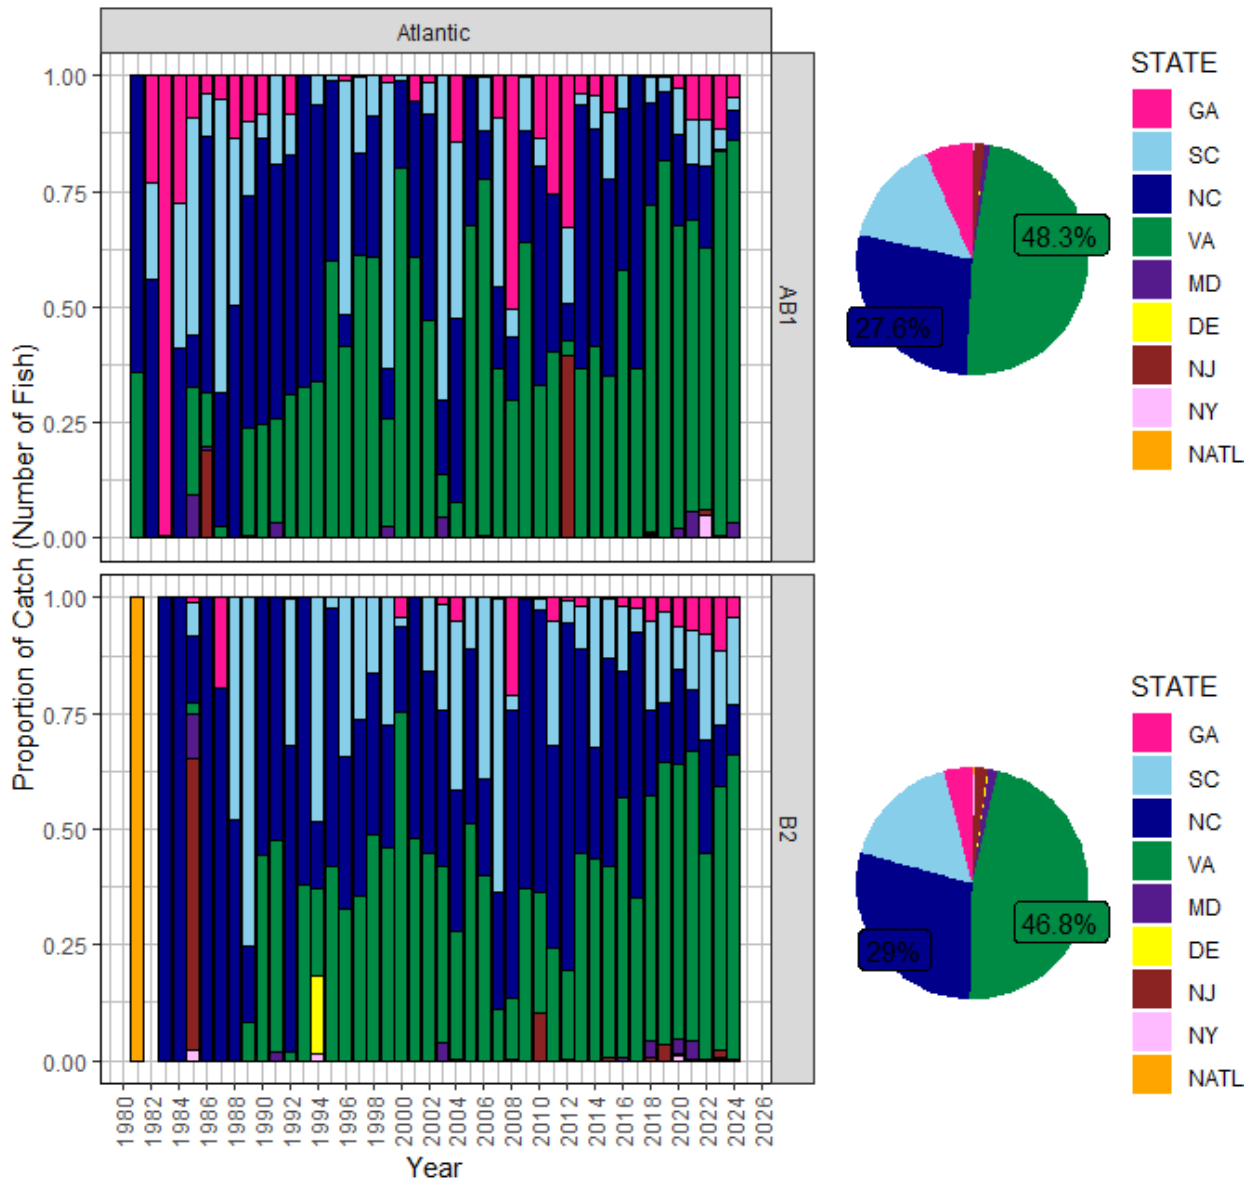 Atlantic
Proportion of Catch (Number of Fish)
1.00
0.75
0.50
0.25
0.00
AB1
1.00
0.75
0.50
0.25
0.00
B2
1980
1982
1984
1986
1988
1990
1992
1994
1996
1998
2000
2002
2004
2006
2008
2010
2012
2014
2016
2018
2020
2022
2024
2026
Year
48.3%
27.6%
STATE
GA
SC
NC
VA
MD
DE
NJ
NY
NATL
46.8%
29%
STATE
GA
SC
NC
VA
MD
DE
NJ
NY
NATL